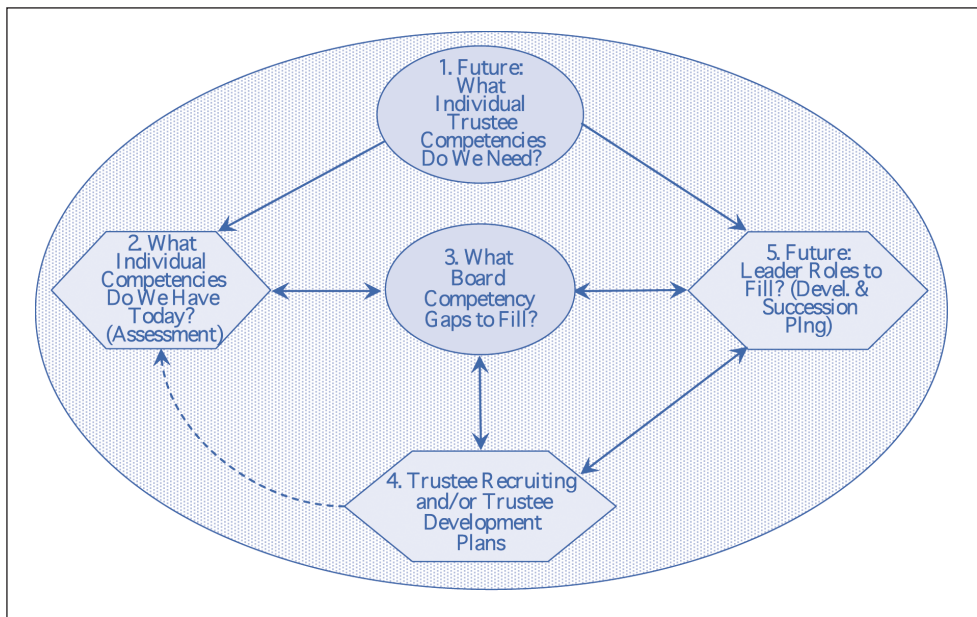 1. Future:
What
Individual
Trustee
Competencies
Do We Need?
2. What
Individual
Competencies
Do We Have
Today?
(Assessment)
3. What
Board
Competency
Gaps to Fill?
5. Future:
Leader Roles to
Fill? (Devel. &
Succession
Plng)
4. Trustee Recruiting
and/or Trustee
Development
Plans